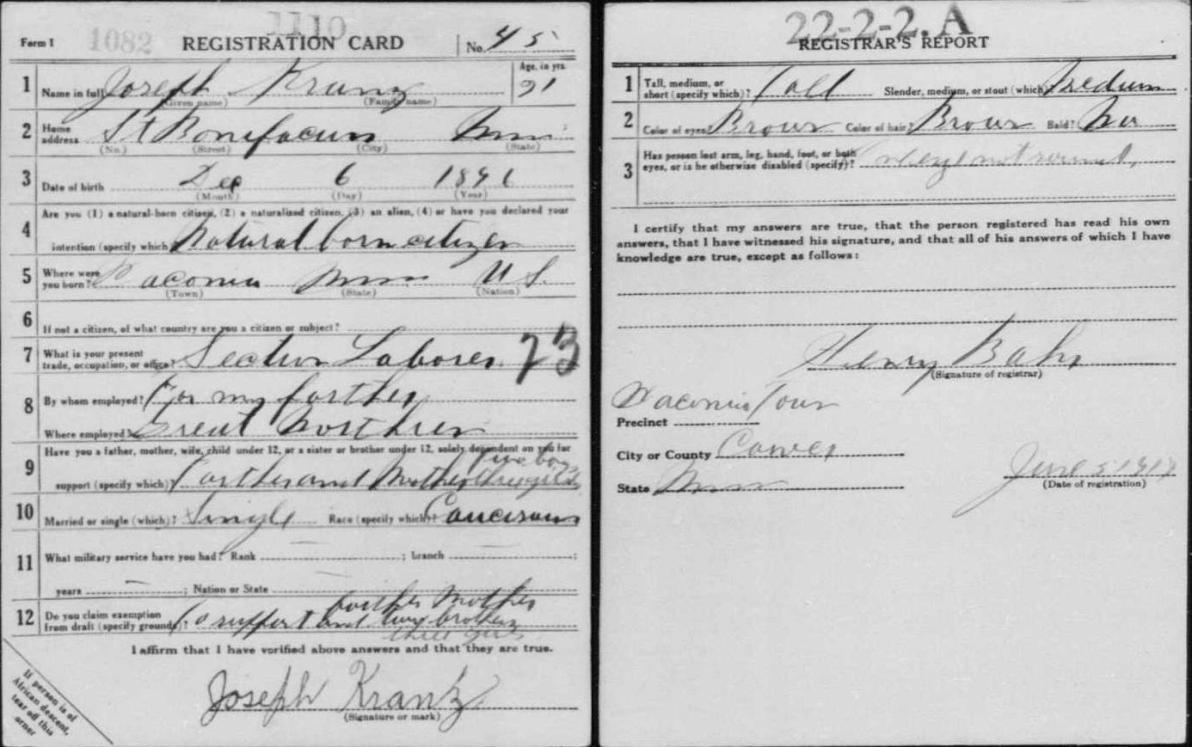 1110
Form 1 1082 REGISTRATION CARD No. 45
1 Name in full Joseph Kranz Age, in yrs. 21
(Given name) (Family name)
2 Home address St Bonifacius Minn
(No.) (Street) (City) (State)
3 Date of birth Dec 6 1896
(Month) (Day) (Year)
4 Are you (1) a natural-born citizen, (2) a naturalized citizen, (3) an alien, (4) or have you declared your
intention (specify which) Natural born citizen
5 Where were you born? Waconia Minn U.S.
(Town) (State) (Nation)
6 If not a citizen, of what country are you a citizen or subject?
7 What is your present trade, occupation, or office? Section Laborer 73
8 By whom employed? For my farther
Where employed? Great Northren
9 Have you a father, mother, wife, child under 12, or a sister or brother under 12, solely dependent on you for
support (specify which)? Farther and Mother two boys three girls
10 Married or single (which)? Single Race (specify which)? Caucasian
11 What military service have you had? Rank ; branch ;
years ; Nation or State
12 Do you claim exemption from draft (specify grounds)? To support farther Mother and two brothers
three girls
I affirm that I have verified above answers and that they are true.
Joseph Krantz
(Signature or mark)
If person is of
African descent,
tear off this
corner
22-2-2. A
REGISTRAR'S REPORT
1 Tall, medium, or short (specify which)? Tall Slender, medium, or stout (which)? Medium
2 Color of eyes? Brown Color of hair? Brown Bald? No
3 Has person lost arm, leg, hand, foot, or both
eyes, or is he otherwise disabled (specify)? not
I certify that my answers are true, that the person registered has read his own
answers, that I have witnessed his signature, and that all of his answers of which I have
knowledge are true, except as follows:
Henry Bahr
(Signature of registrar)
Precinct Waconia Town
City or County Carver
State Minn June 5 1917
(Date of registration)